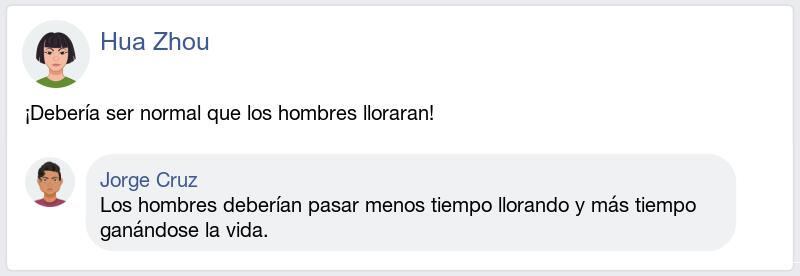 Hua Zhou
¡Debería ser normal que los hombres lloraran!
Jorge Cruz
Los hombres deberían pasar menos tiempo llorando y más tiempo
ganándose la vida.